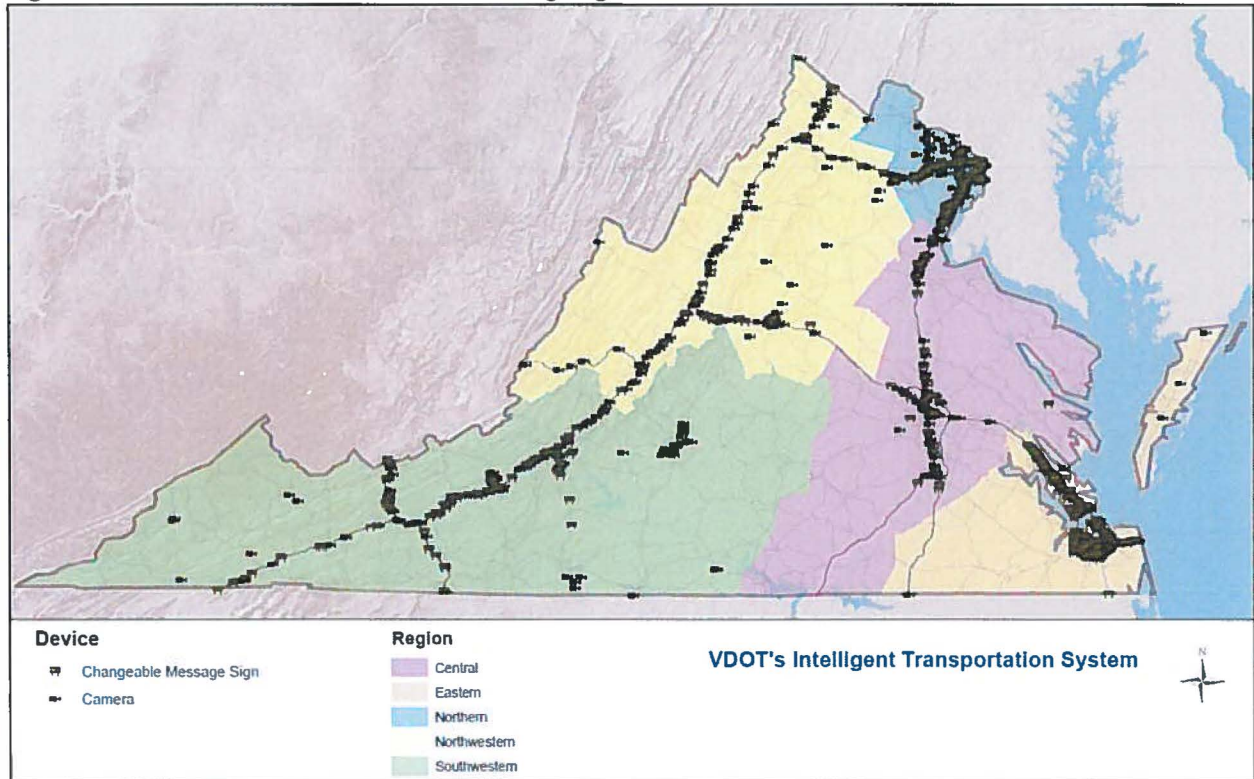 Device
Changeable Message Sign
Camera
Region
Central
Eastern
Northern
Northwestern
Southwestern
VDOT's Intelligent Transportation System
N